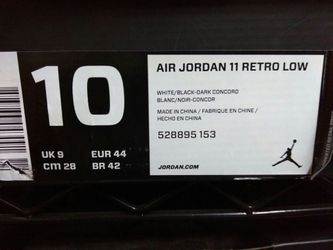 10
UK 9 EUR 44
CM 28 BR 42
AIR JORDAN 11 RETRO LOW
WHITE/BLACK-DARK CONCORD
BLANC/NOIR-CONCOR
MADE IN CHINA / FABRIQUE EN CHINE /
HECHO EN CHINA
528895 153
JORDAN.COM